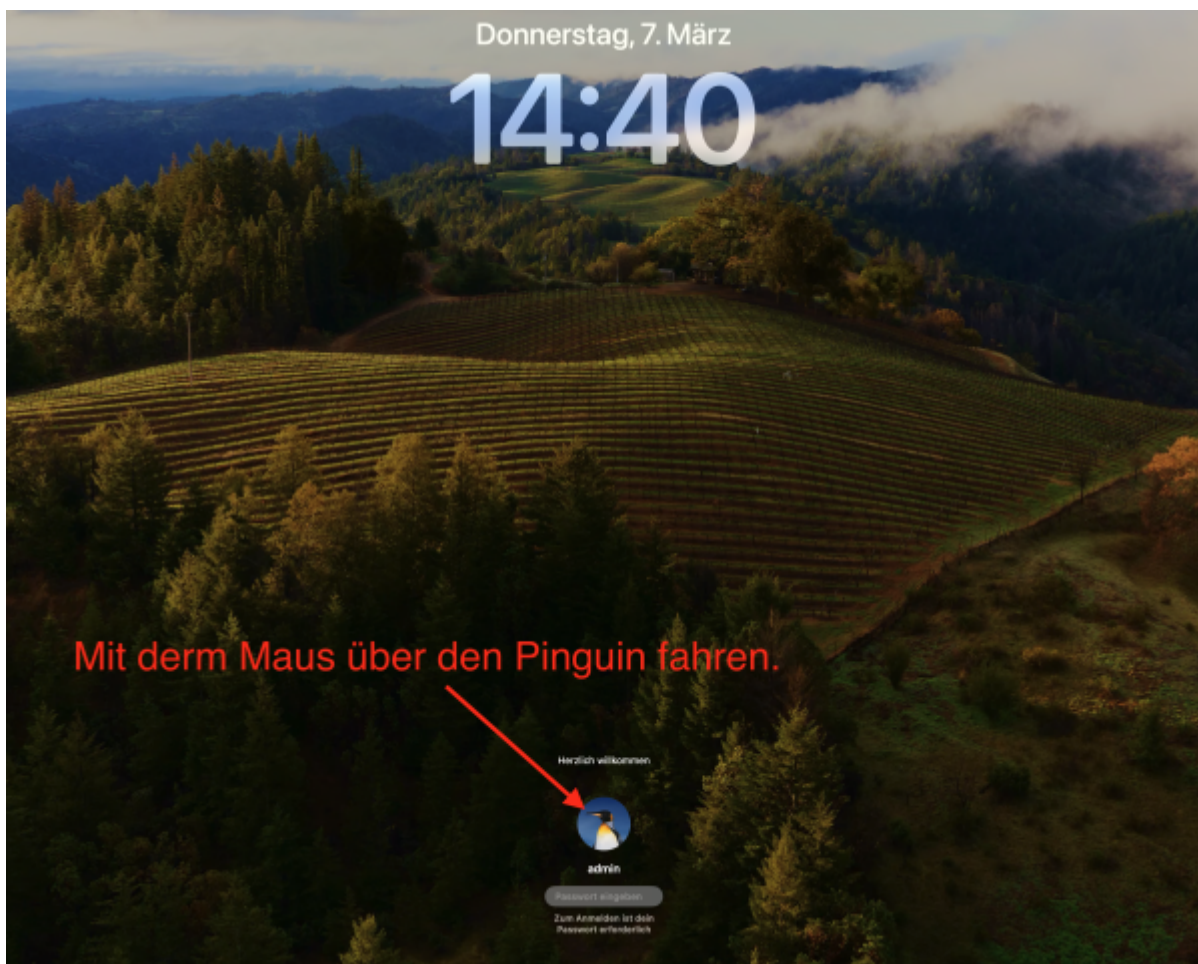 Donnerstag, 7. März
14:40
Mit derm Maus über den Pinguin fahren.
Herzlich willkommen
admin
Passwort eingeben
Zum Anmelden ist dein
Passwort erforderlich